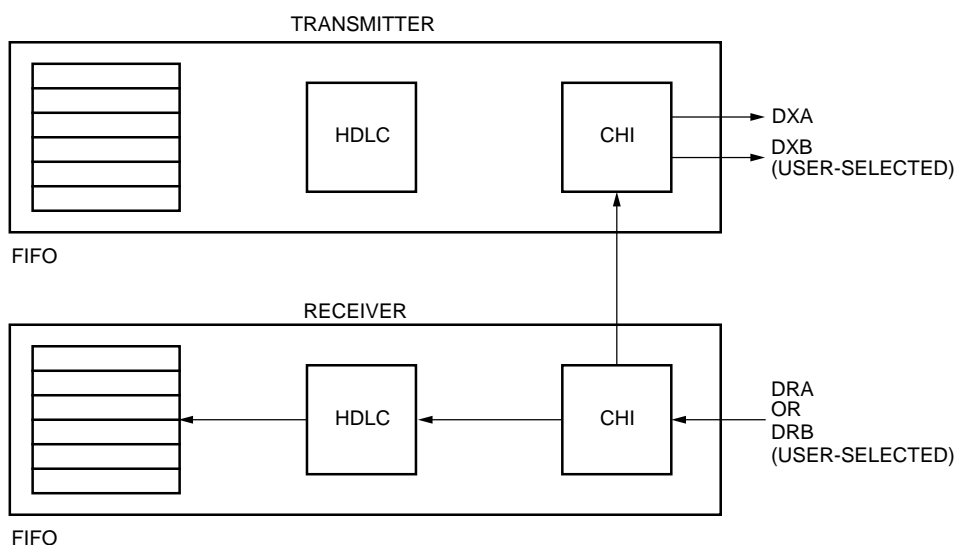 TRANSMITTER
HDLC
CHI
DXA
DXB
(USER-SELECTED)
FIFO
RECEIVER
HDLC
CHI
DRA
OR
DRB
(USER-SELECTED)
FIFO